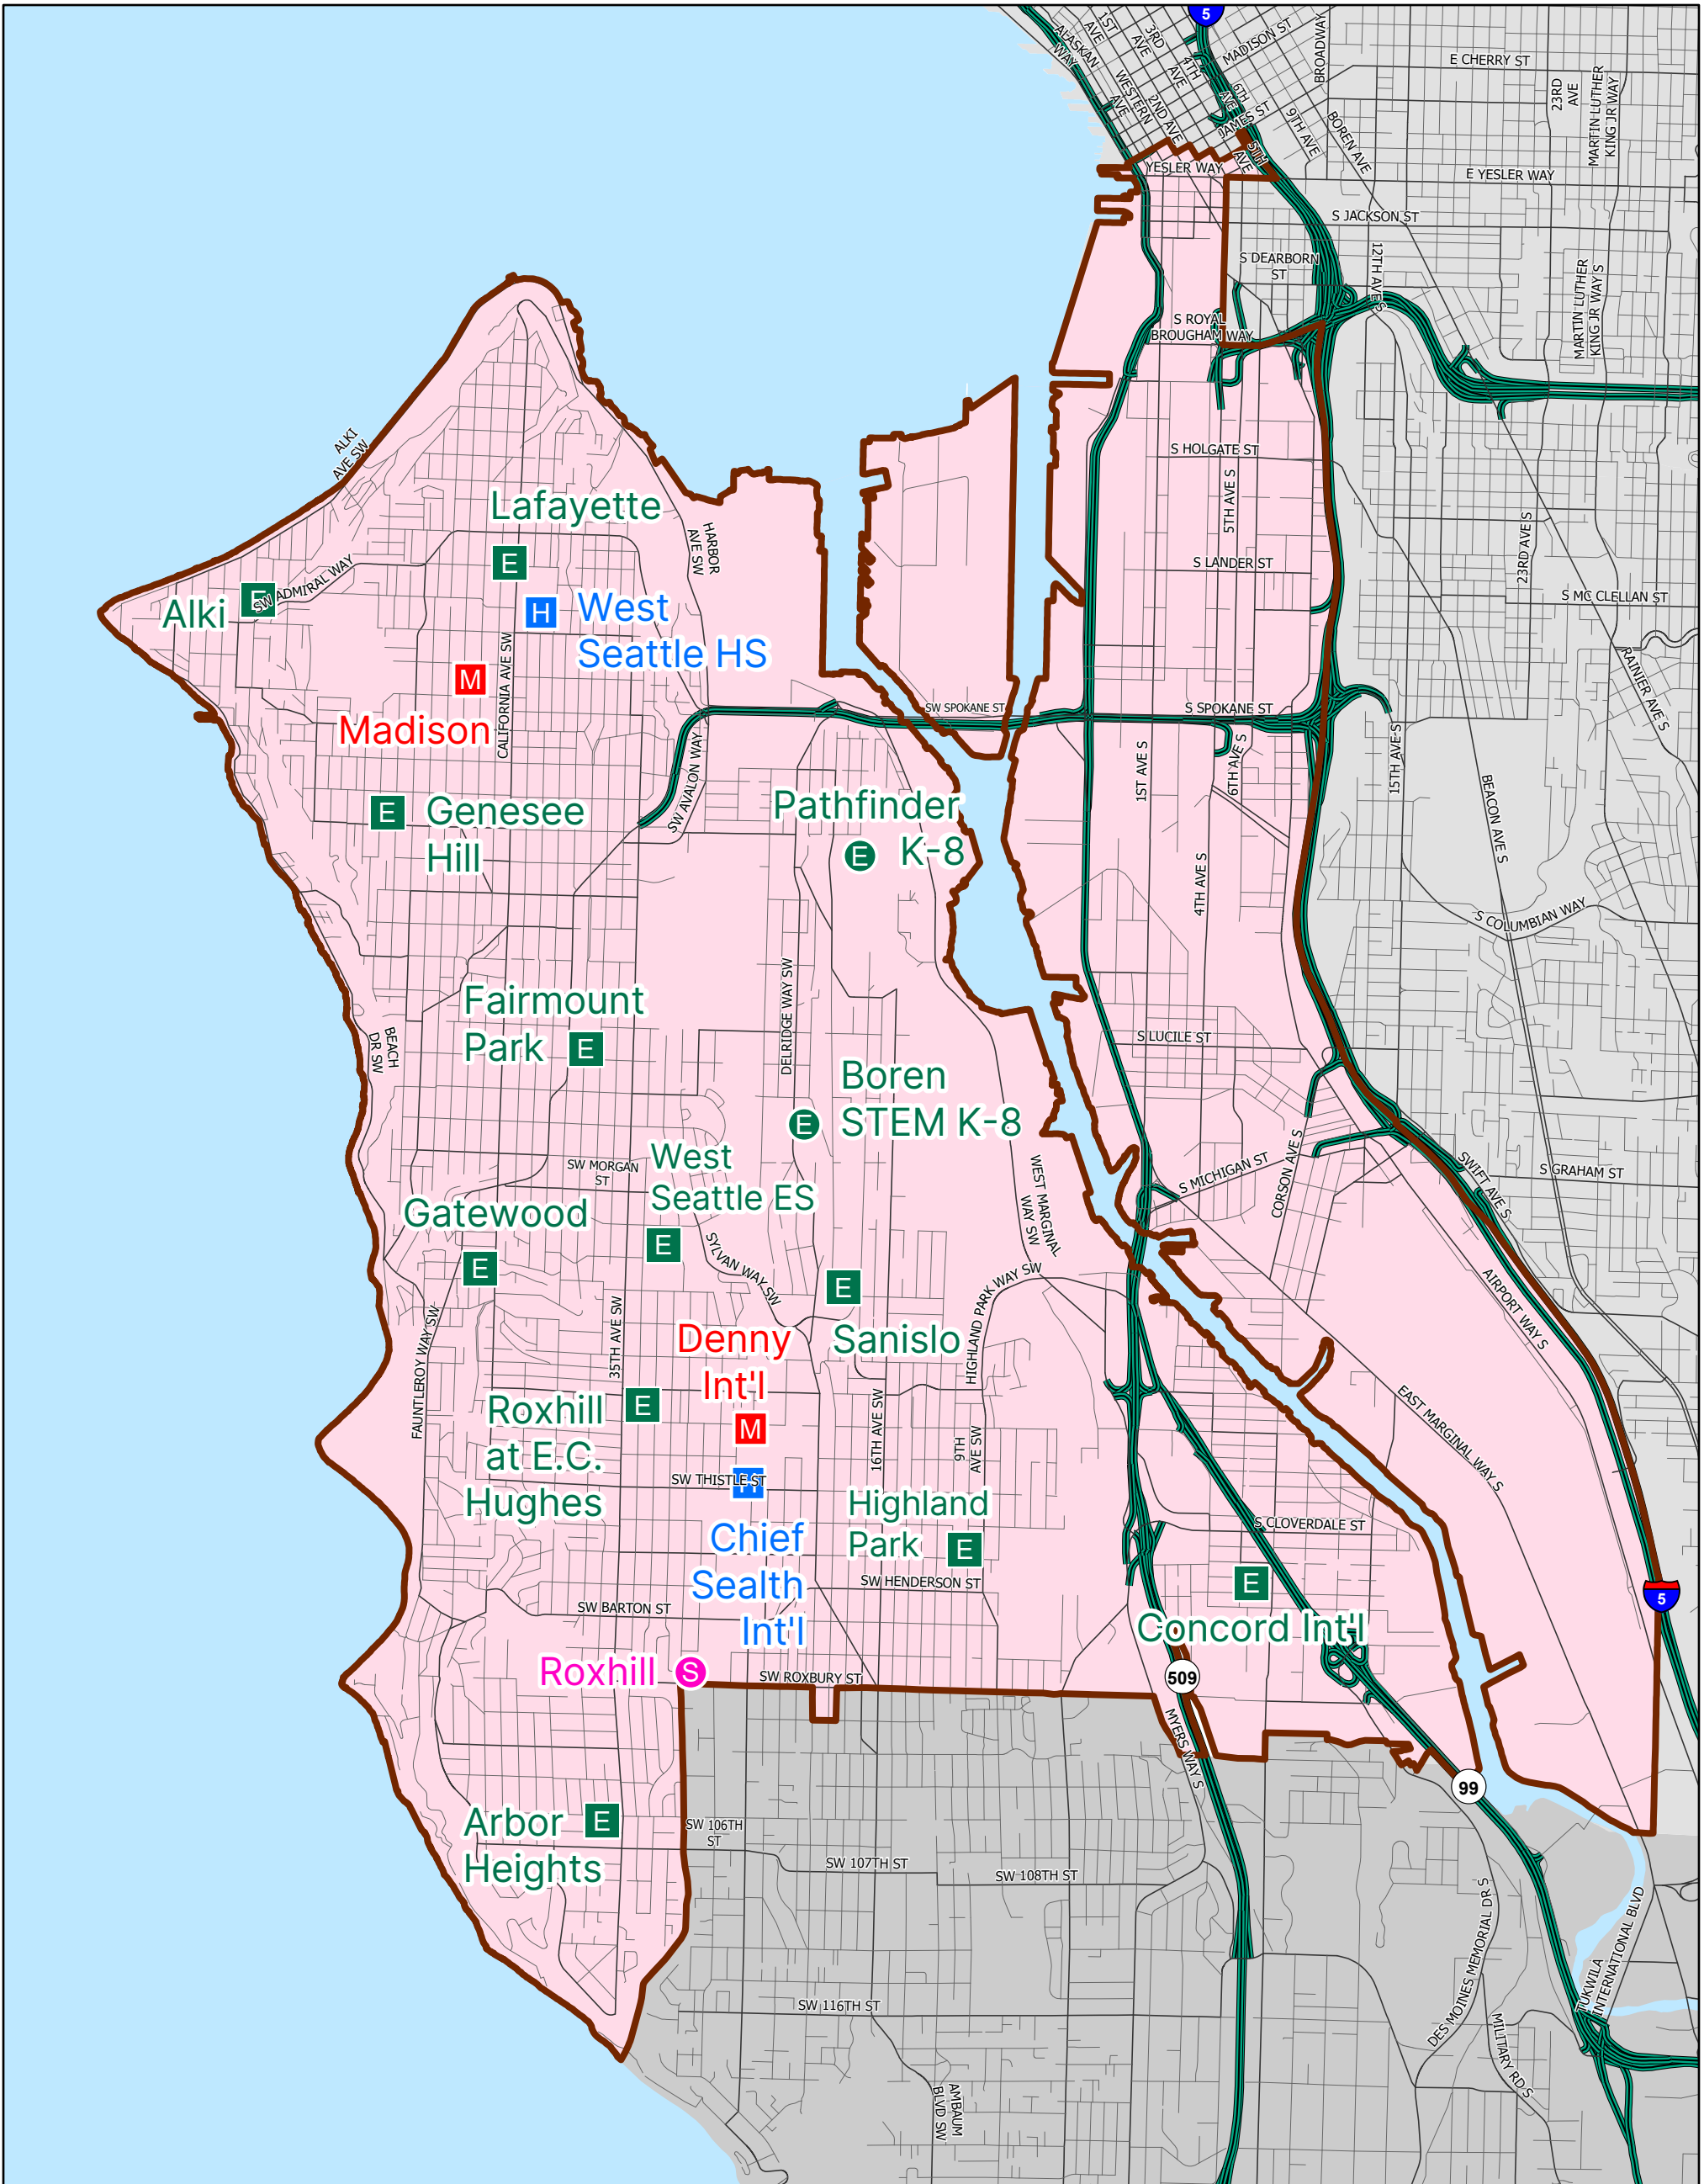 5
ALASKAN
WAY
1ST
AVE
WESTERN
AVE
2ND AVE
3RD
AVE
4TH
AVE
MADISON ST
6TH
AVE
JAMES ST
5TH
AVE
9TH AVE
BROADWAY
BOREN AVE
E CHERRY ST
23RD
AVE
MARTIN LUTHER
KING JR WAY
YESLER WAY
E YESLER WAY
S JACKSON ST
S DEARBORN
ST
12TH AVE S
MARTIN LUTHER
KING JR WAY S
S ROYAL
BROUGHAM WAY
ALKI
AVE SW
S HOLGATE ST
5TH AVE S
Lafayette
E
HARBOR
AVE SW
S LANDER ST
23RD AVE S
S MC CLELLAN ST
E
SW ADMIRAL WAY
Alki
H
West
Seattle HS
M
Madison
CALIFORNIA AVE SW
RAINIER AVE S
SW SPOKANE ST
S SPOKANE ST
SW AVALON WAY
1ST AVE S
6TH AVE S
15TH AVE S
BEACON AVE S
E
Genesee
Hill
Pathfinder
E
K-8
4TH AVE S
S COLUMBIAN WAY
Fairmount
Park
E
DELRIDGE WAY SW
BEACH
DR SW
S LUCILE ST
Boren
STEM K-8
E
West
Seattle ES
E
SW MORGAN
ST
WEST MARGINAL
WAY SW
S MICHIGAN ST
CORSON AVE S
SWIFT AVE S
S GRAHAM ST
Gatewood
E
SYLVAN WAY SW
E
Sanislo
HIGHLAND PARK WAY SW
AIRPORT WAY S
35TH AVE SW
FAUNTLEROY WAY SW
Denny
Int'l
M
Roxhill
at E.C.
Hughes
E
16TH AVE SW
9TH
AVE SW
EAST MARGINAL WAY S
SW THISTLE ST
H
Chief
Sealth
Int'l
Highland
Park
E
S CLOVERDALE ST
SW HENDERSON ST
SW BARTON ST
E
Concord Int'l
5
Roxhill
S
SW ROXBURY ST
509
MYERS WAY S
99
Arbor
Heights
E
SW 106TH
ST
SW 107TH ST
SW 108TH ST
DES MOINES MEMORIAL DR S
TUKWILA
INTERNATIONAL BLVD
SW 116TH ST
MILITARY RD S
AMBAUM
BLVD SW